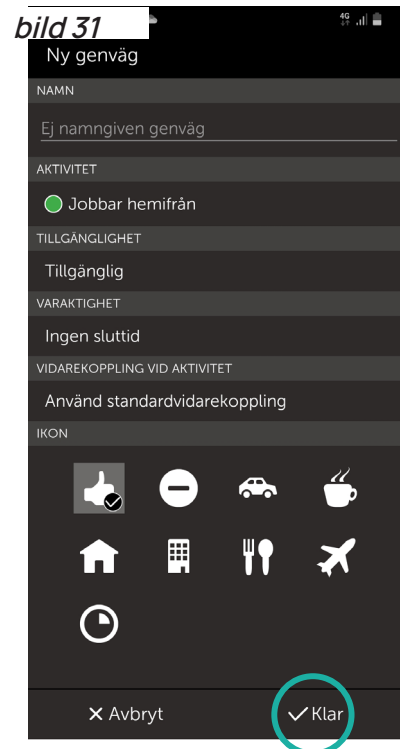 bild 31
4G
Ny genväg
NAMN
Ej namngiven genväg
AKTIVITET
Jobbar hemifrån
TILLGÄNGLIGHET
Tillgänglig
VARAKTIGHET
Ingen sluttid
VIDAREKOPPLING VID AKTIVITET
Använd standardvidarekoppling
IKON
Avbryt
Klar